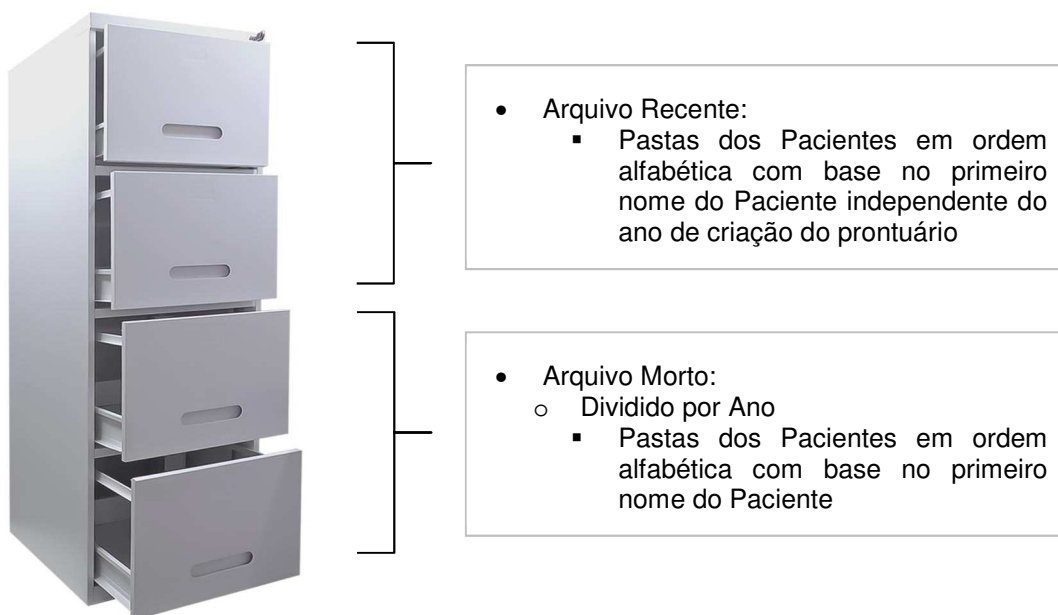 • Arquivo Recente:
▪ Pastas dos Pacientes em ordem
alfabética com base no primeiro
nome do Paciente independente do
ano de criação do prontuário
• Arquivo Morto:
o Dividido por Ano
▪ Pastas dos Pacientes em ordem
alfabética com base no primeiro
nome do Paciente